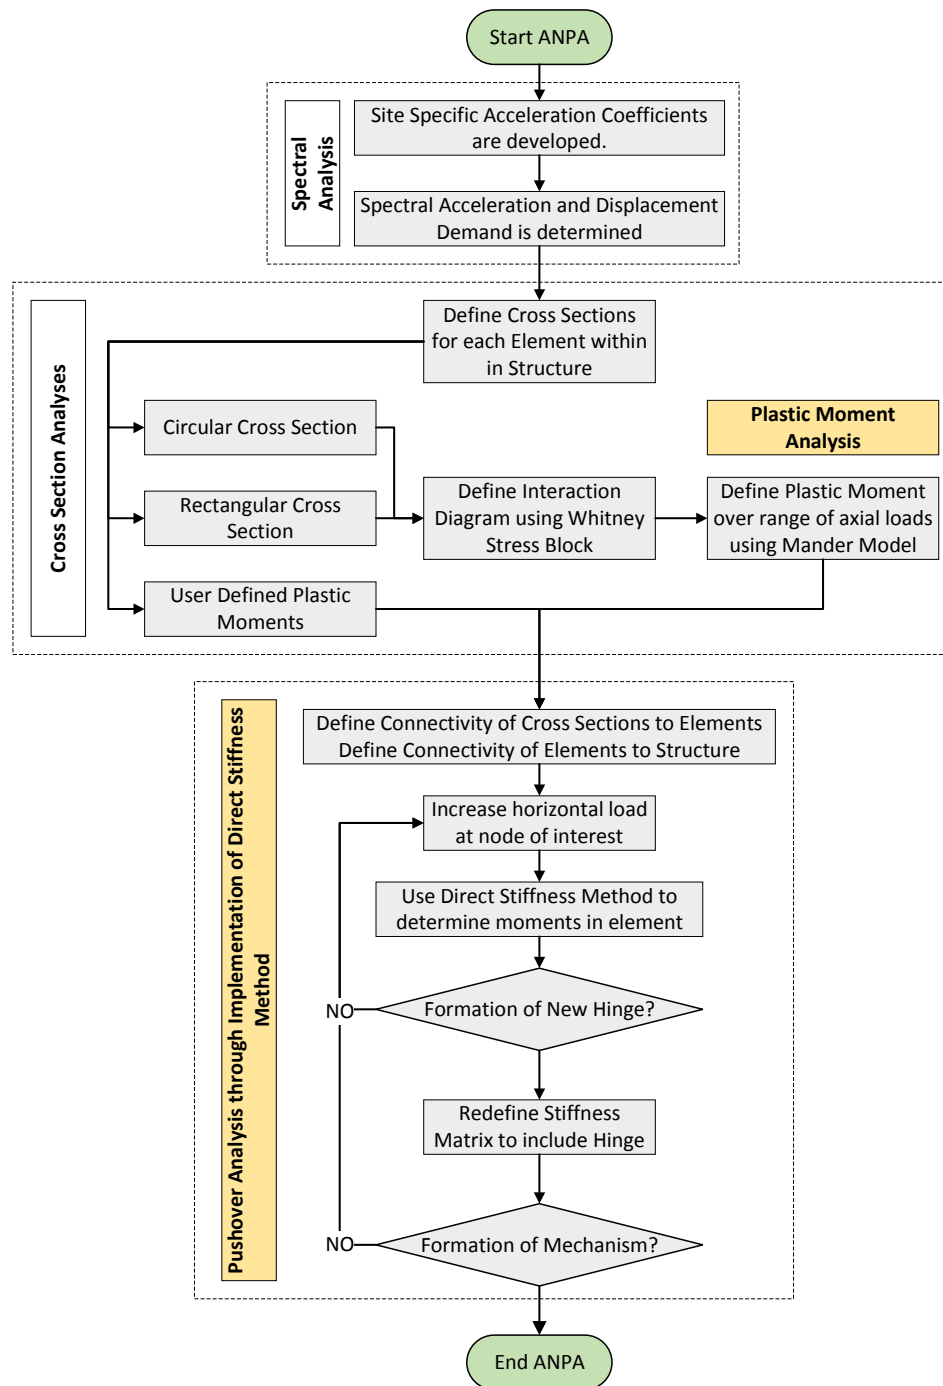 Start ANPA
Spectral
Analysis
Site Specific Acceleration Coefficients
are developed.
Spectral Acceleration and Displacement
Demand is determined
Cross Section Analyses
Define Cross Sections
for each Element within
in Structure
Circular Cross Section
Plastic Moment
Analysis
Rectangular Cross
Section
Define Interaction
Diagram using Whitney
Stress Block
Define Plastic Moment
over range of axial loads
using Mander Model
User Defined Plastic
Moments
Pushover Analysis through Implementation of Direct Stiffness
Method
Define Connectivity of Cross Sections to Elements
Define Connectivity of Elements to Structure
Increase horizontal load
at node of interest
Use Direct Stiffness Method to
determine moments in element
NO
Formation of New Hinge?
Redefine Stiffness
Matrix to include Hinge
NO
Formation of Mechanism?
End ANPA